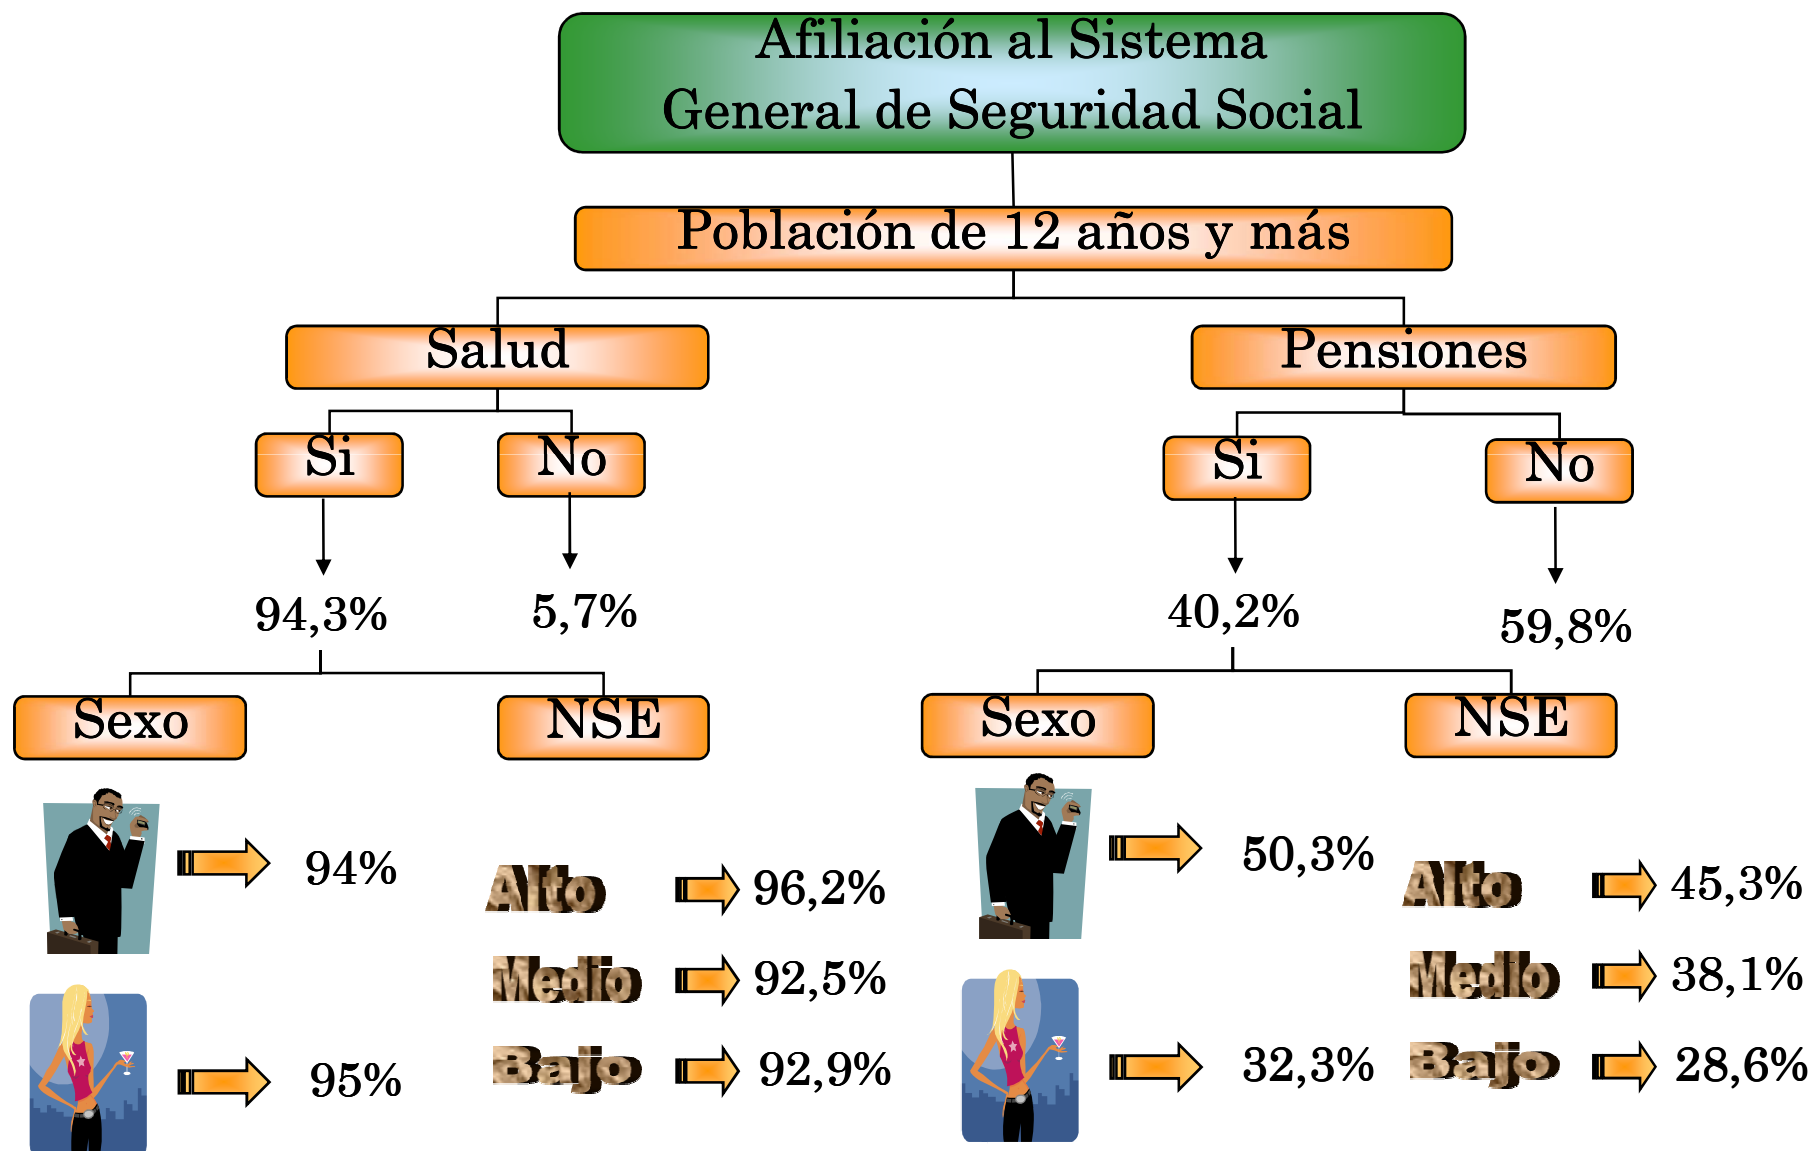 Afiliación al Sistema
General de Seguridad Social
Población de 12 años y más
Salud
Pensiones
Si
No
Si
No
94,3%
5,7%
40,2%
59,8%
Sexo
NSE
Sexo
NSE
94%
95%
Alto
96,2%
Medio
92,5%
Bajo
92,9%
50,3%
32,3%
Alto
45,3%
Medio
38,1%
Bajo
28,6%